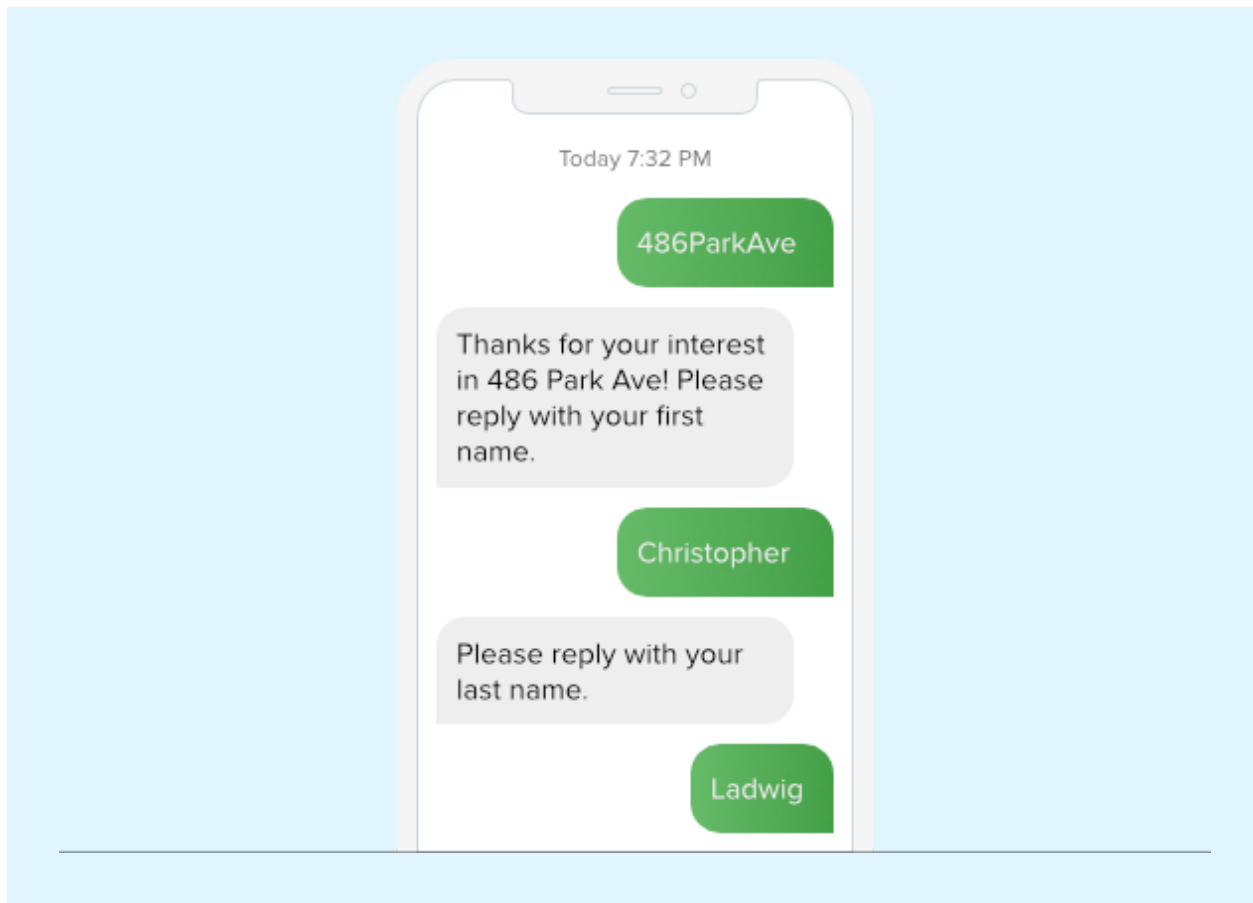 Today 7:32 PM
486ParkAve
Thanks for your interest
in 486 Park Ave! Please
reply with your first
name.
Christopher
Please reply with your
last name.
Ladwig